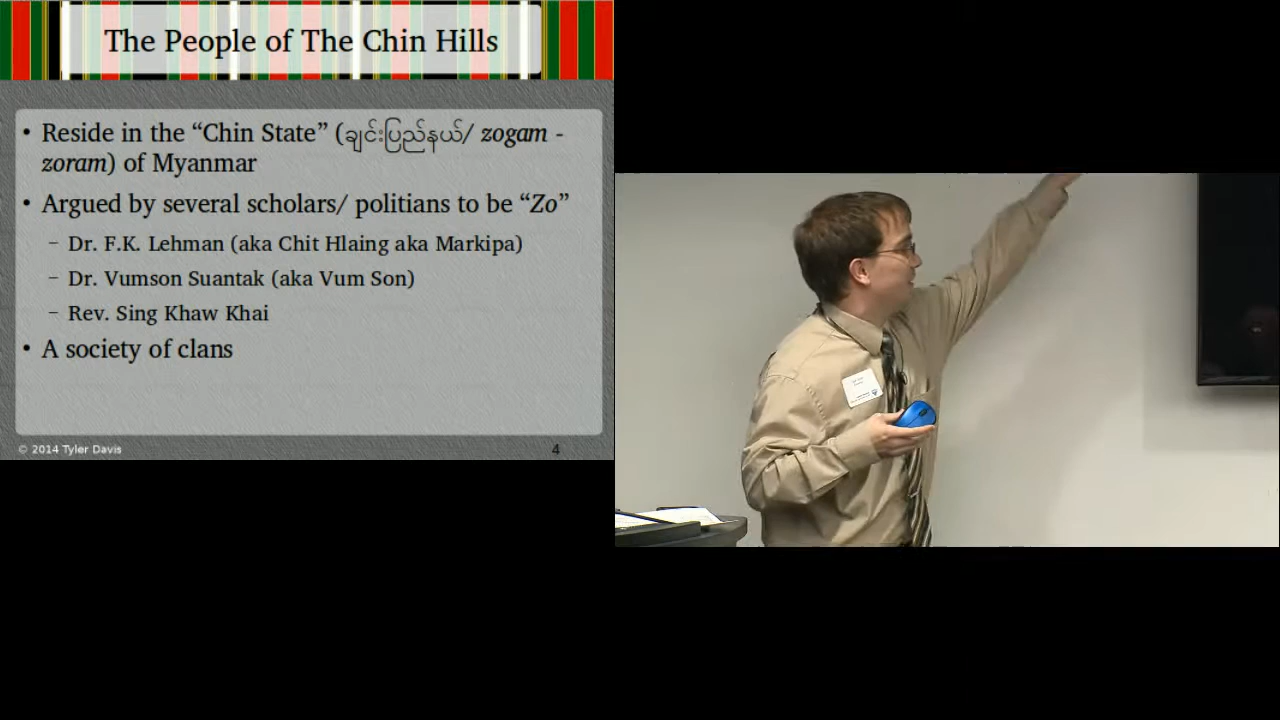 The People of The Chin Hills
• Reside in the “Chin State” (ချင်းပြည်နယ်/ zogam -
zoram) of Myanmar
• Argued by several scholars/ politians to be “Zo”
– Dr. F.K. Lehman (aka Chit Hlaing aka Markipa)
– Dr. Vumson Suantak (aka Vum Son)
– Rev. Sing Khaw Khai
• A society of clans
© 2014 Tyler Davis
4